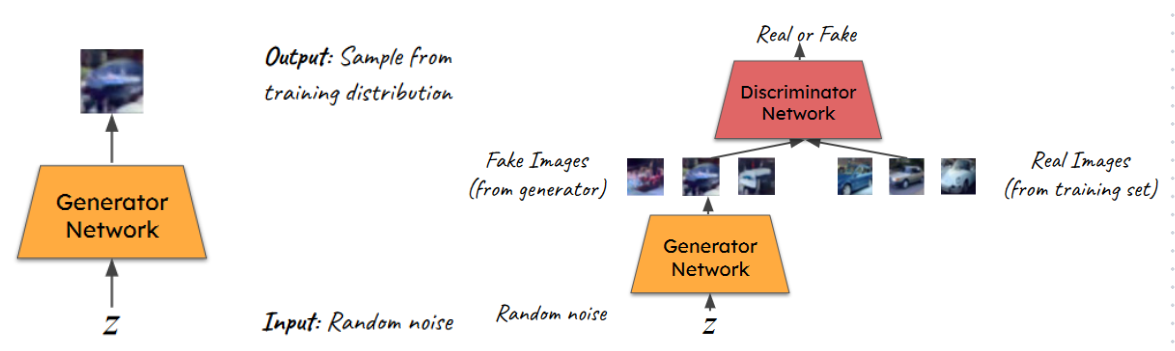 Output: Sample from
training distribution
Generator
Network
z
Input: Random noise
Real or Fake
Discriminator
Network
Fake Images
(from generator)
Real Images
(from training set)
Generator
Network
Random noise
z